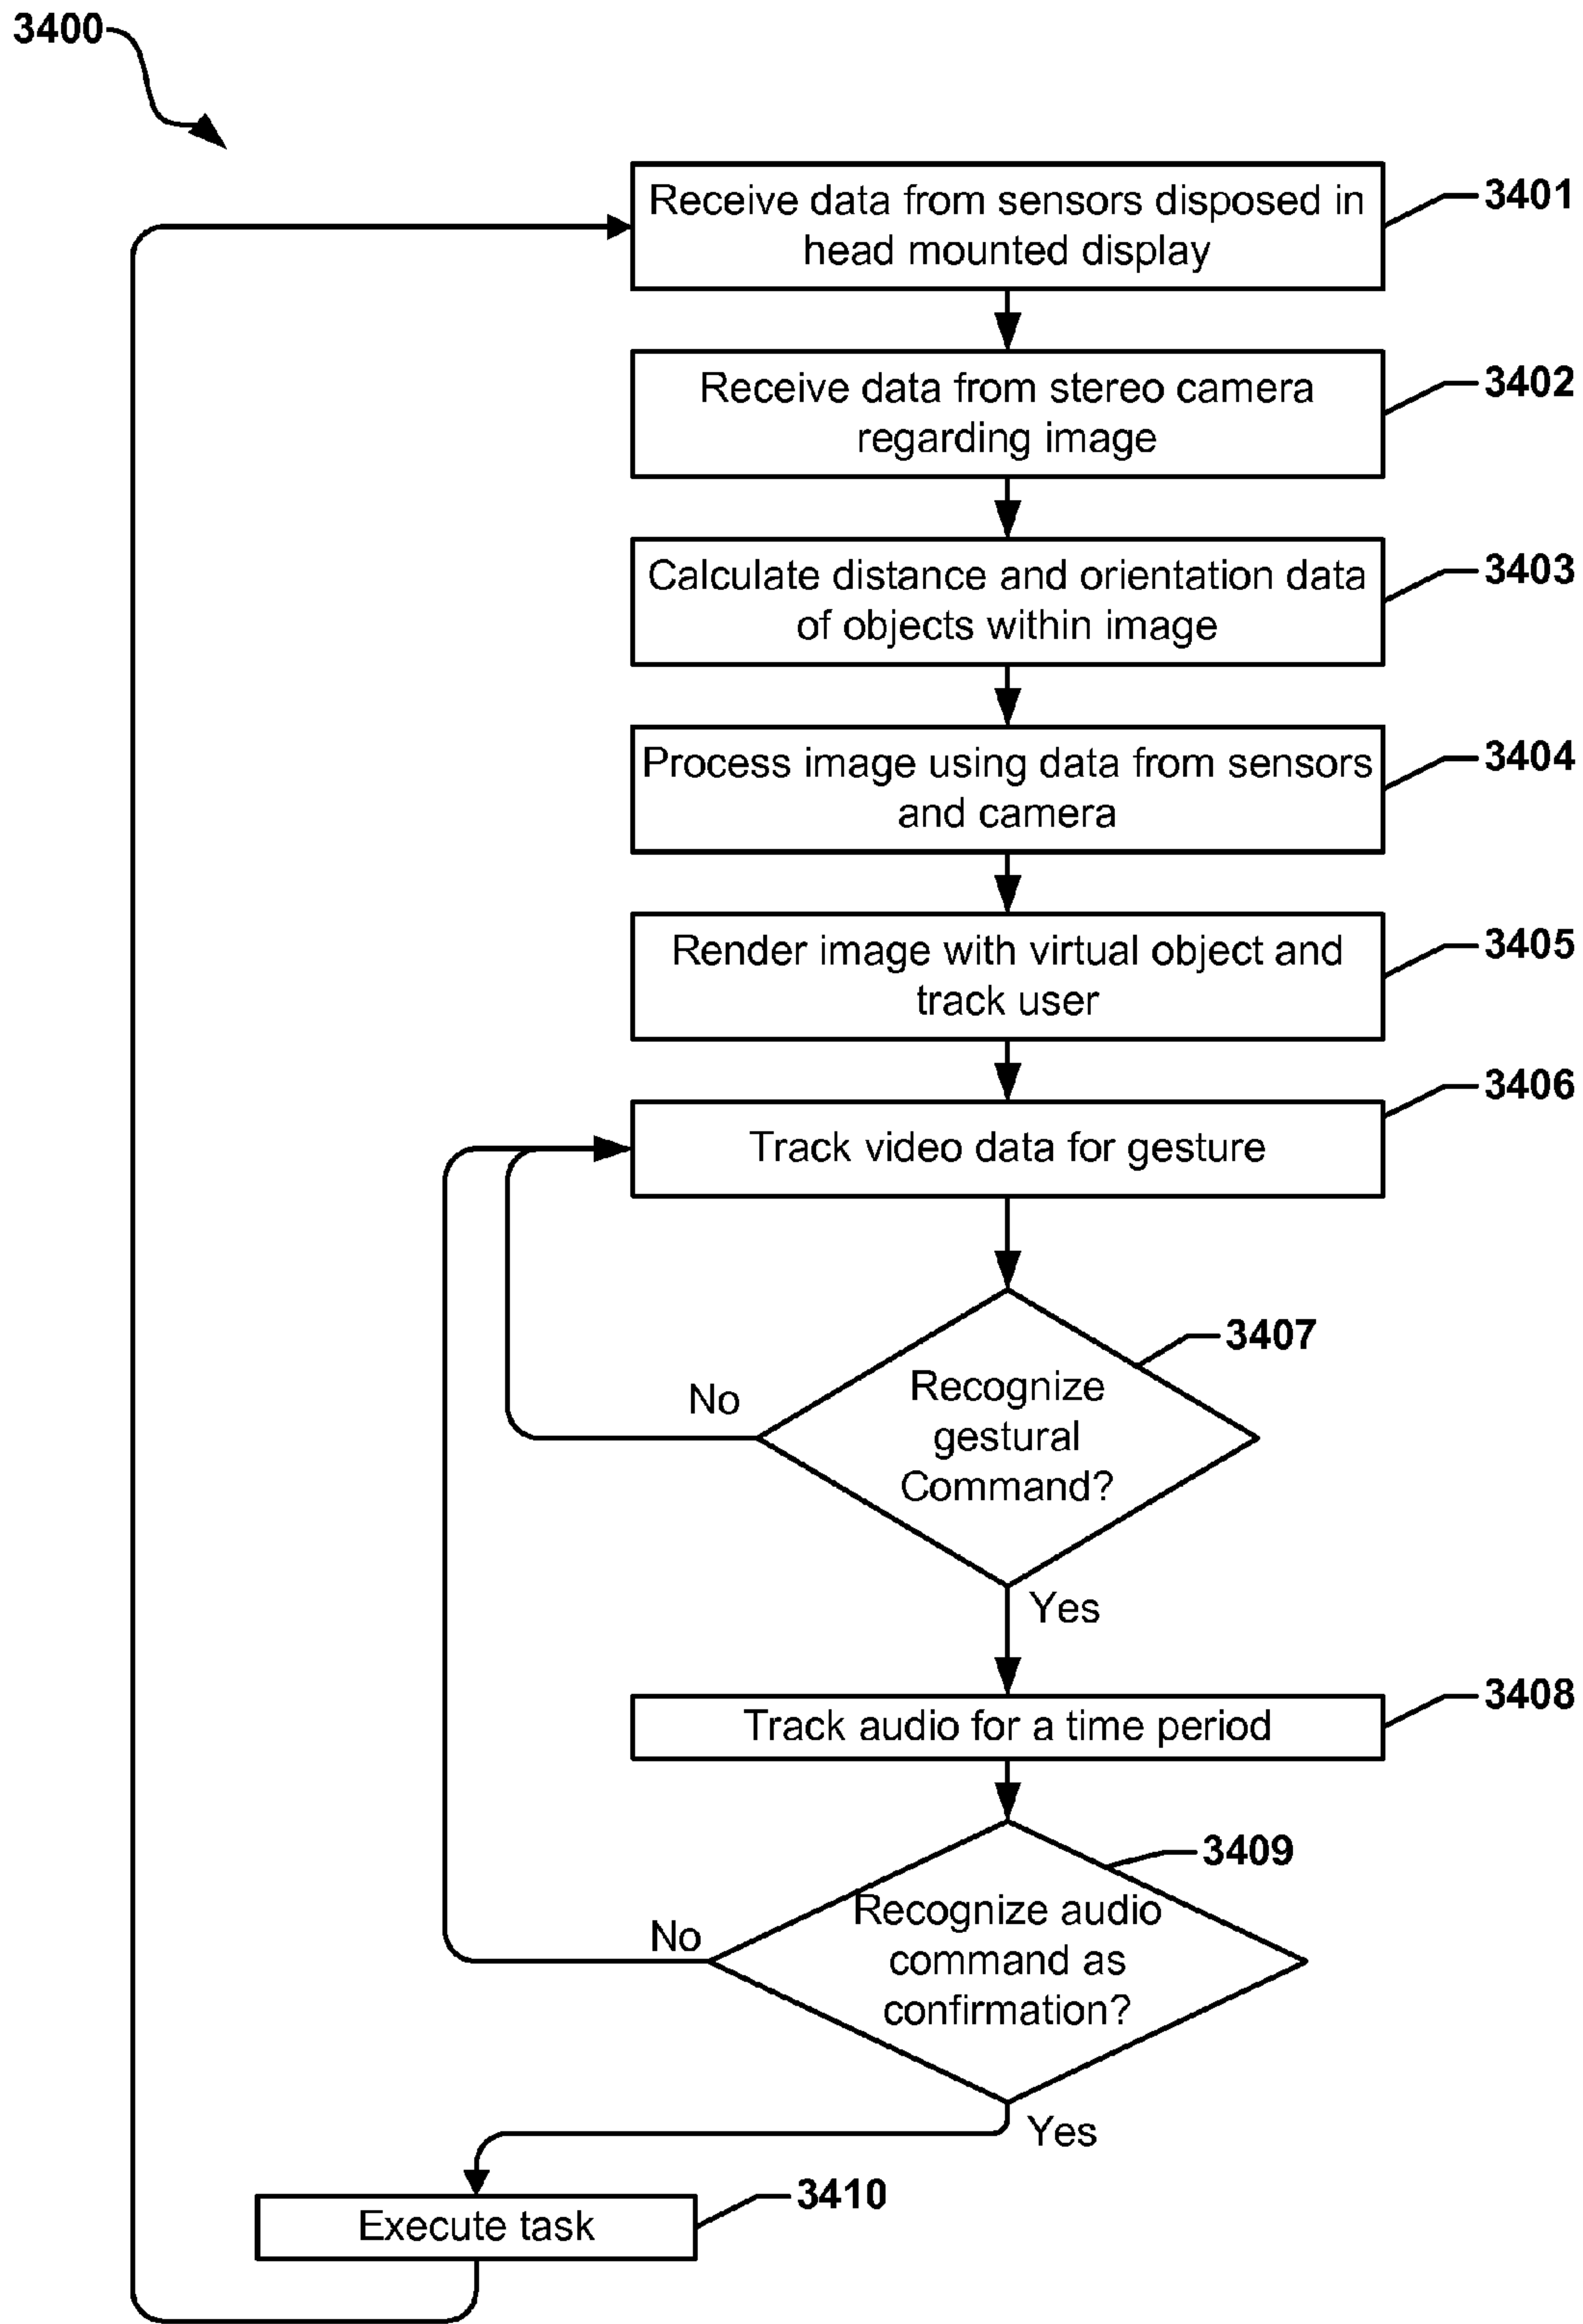 3400
Receive data from sensors disposed in
head mounted display
3401
Receive data from stereo camera
regarding image
3402
Calculate distance and orientation data
of objects within image
3403
Process image using data from sensors
and camera
3404
Render image with virtual object and
track user
3405
Track video data for gesture
3406
Recognize
gestural
Command?
3407
No
Yes
Track audio for a time period
3408
Recognize audio
command as
confirmation?
3409
No
Yes
Execute task
3410